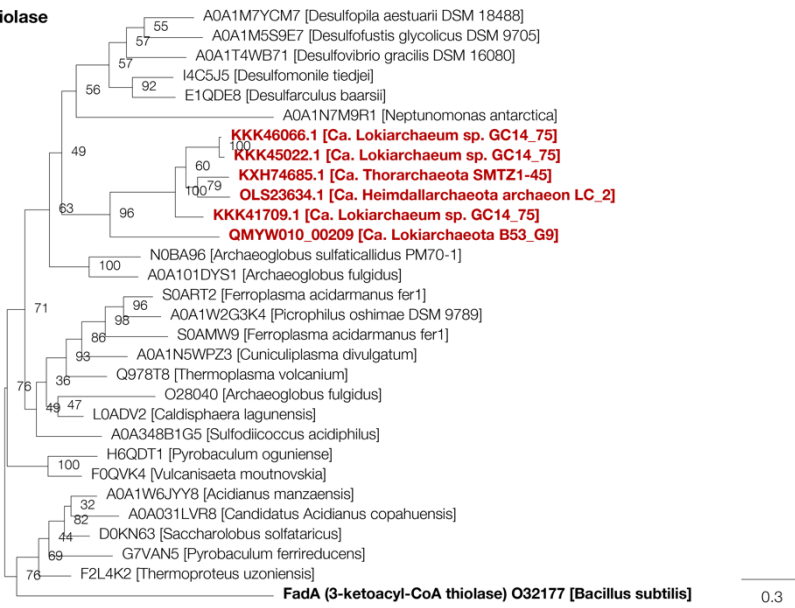 iolase
A0A1M7YCM7 [Desulfopila aestuarii DSM 18488]
55
A0A1M5S9E7 [Desulfofustis glycolicus DSM 9705]
57
A0A1T4WB71 [Desulfovibrio gracilis DSM 16080]
57
I4C5J5 [Desulfomonile tiedjei]
92
56
E1QDE8 [Desulfarculus baarsii]
A0A1N7M9R1 [Neptunomonas antarctica]
KKK46066.1 [Ca. Lokiarchaeum sp. GC14_75]
100
49
KKK45022.1 [Ca. Lokiarchaeum sp. GC14_75]
60
KXH74685.1 [Ca. Thorarchaeota SMTZ1-45]
100
79
OLS23634.1 [Ca. Heimdallarchaeota archaeon LC_2]
63
96
KKK41709.1 [Ca. Lokiarchaeum sp. GC14_75]
QMYW010_00209 [Ca. Lokiarchaeota B53_G9]
N0BA96 [Archaeoglobus sulfaticallidus PM70-1]
100
A0A101DYS1 [Archaeoglobus fulgidus]
S0ART2 [Ferroplasma acidarmanus fer1]
71
96
A0A1W2G3K4 [Picrophilus oshimae DSM 9789]
98
S0AMW9 [Ferroplasma acidarmanus fer1]
86
A0A1N5WPZ3 [Cuniculiplasma divulgatum]
93
Q978T8 [Thermoplasma volcanium]
36
76
O28040 [Archaeoglobus fulgidus]
49
47
L0ADV2 [Caldisphaera lagunensis]
A0A348B1G5 [Sulfodiicoccus acidiphilus]
H6QDT1 [Pyrobaculum oguniense]
100
F0QVK4 [Vulcanisaeta moutnovskia]
A0A1W6JYY8 [Acidianus manzaensis]
32
A0A031LVR8 [Candidatus Acidianus copahuensis]
82
D0KN63 [Saccharolobus solfataricus]
44
G7VAN5 [Pyrobaculum ferrireducens]
69
F2L4K2 [Thermoproteus uzoniensis]
76
FadA (3-ketoacyl-CoA thiolase) O32177 [Bacillus subtilis]
0.3